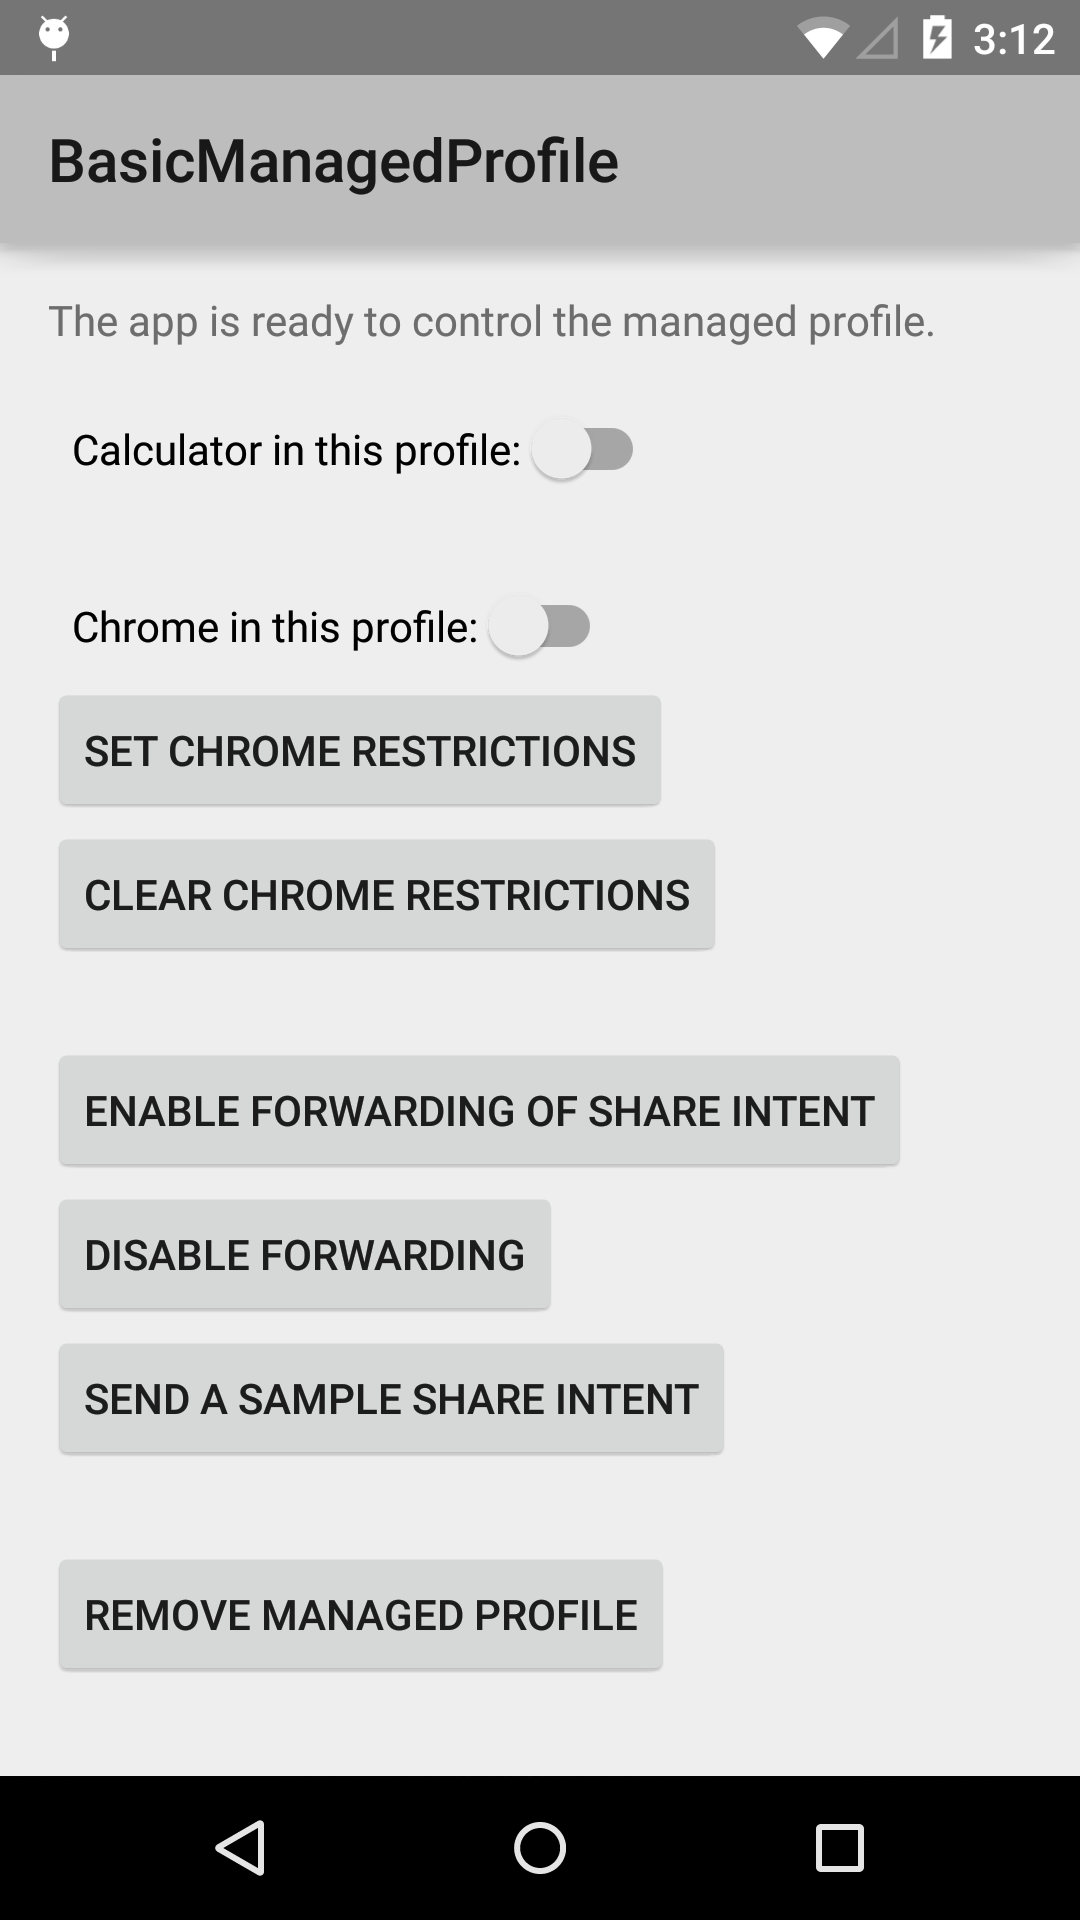 3:12
BasicManagedProfile
The app is ready to control the managed profile.
Calculator in this profile:
Chrome in this profile:
SET CHROME RESTRICTIONS
CLEAR CHROME RESTRICTIONS
ENABLE FORWARDING OF SHARE INTENT
DISABLE FORWARDING
SEND A SAMPLE SHARE INTENT
REMOVE MANAGED PROFILE